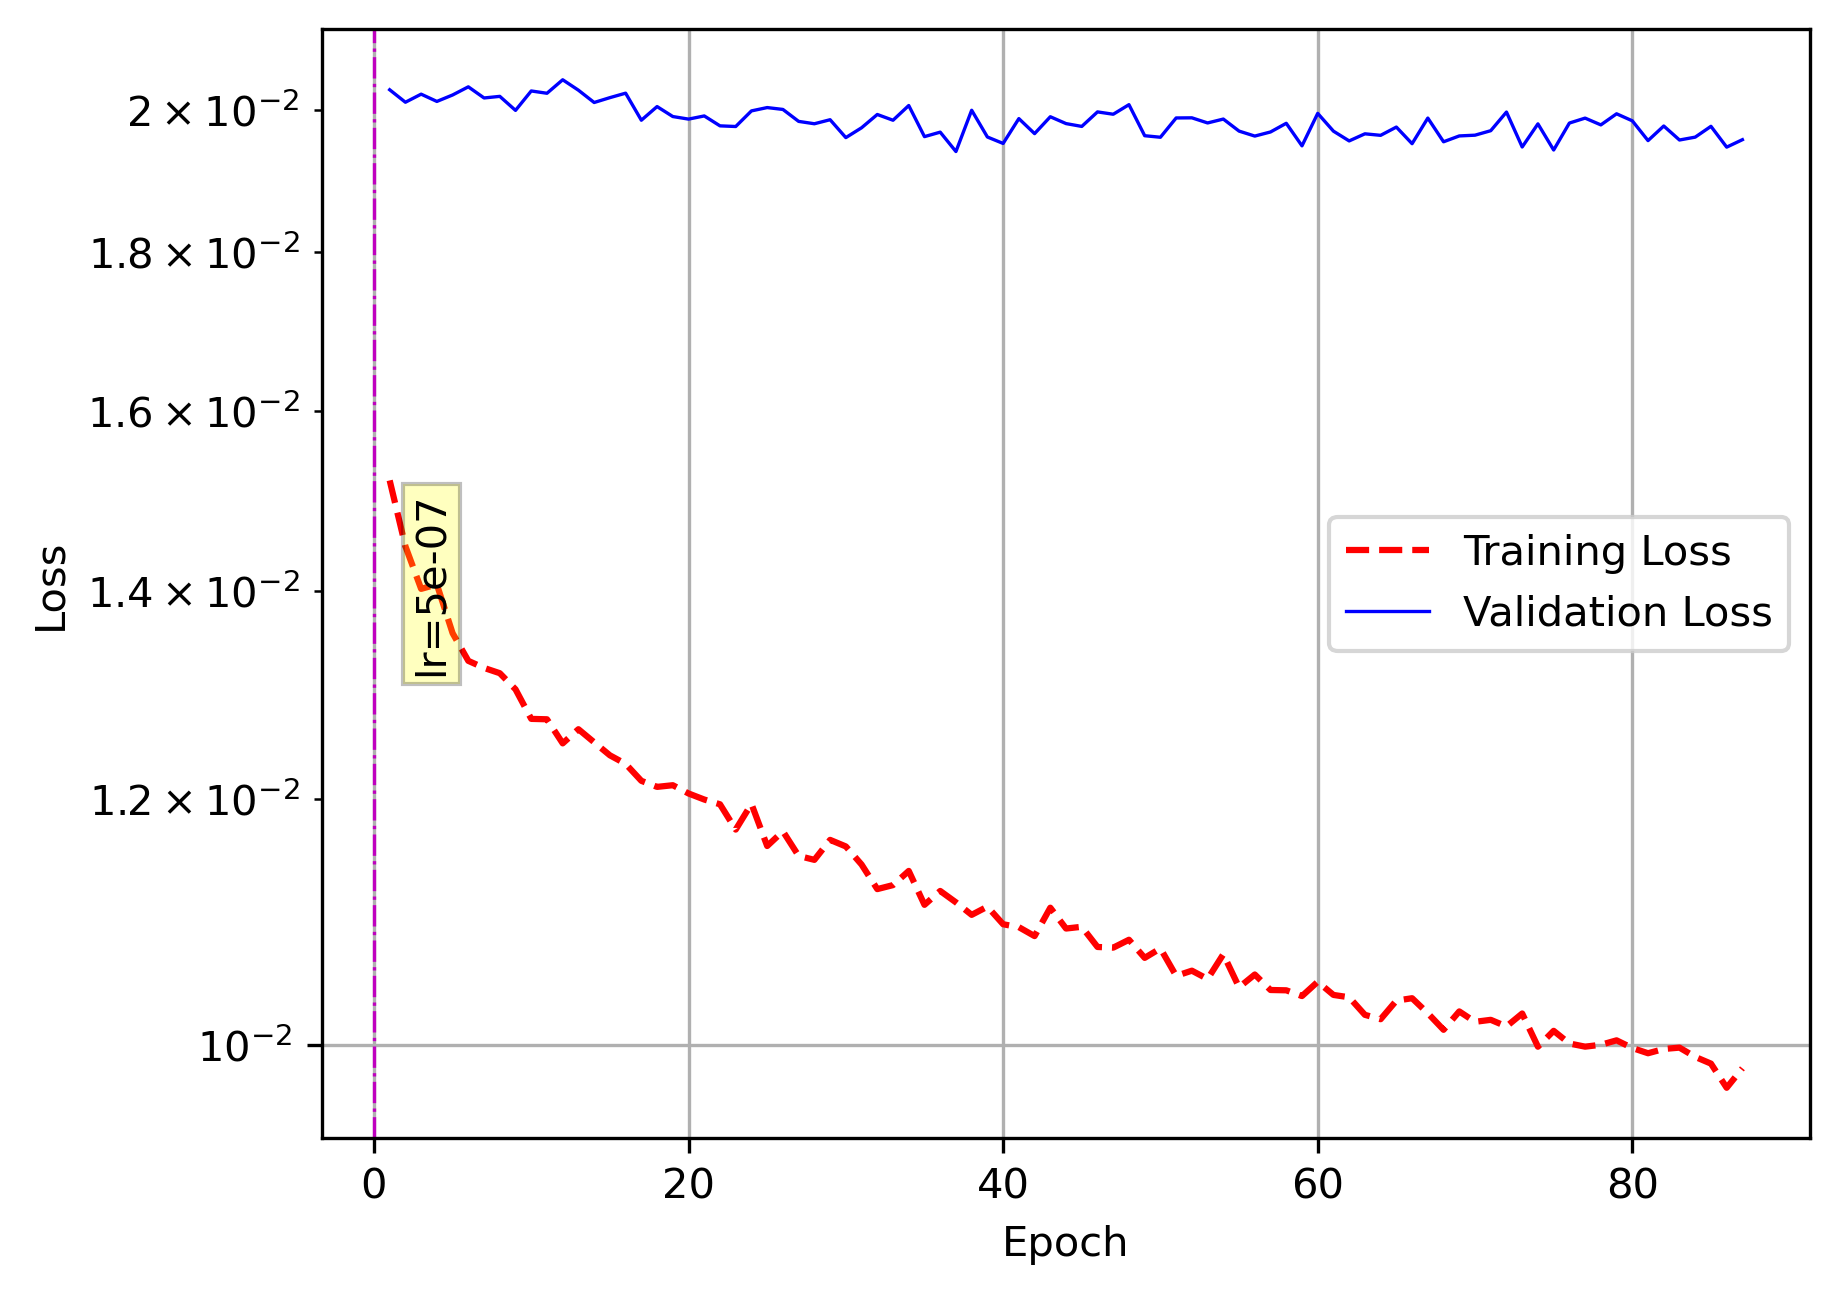 2 × 10⁻²
1.8 × 10⁻²
1.6 × 10⁻²
1.4 × 10⁻²
1.2 × 10⁻²
10⁻²
Loss
lr=5e-07
Training Loss
Validation Loss
0 20 40 60 80
Epoch